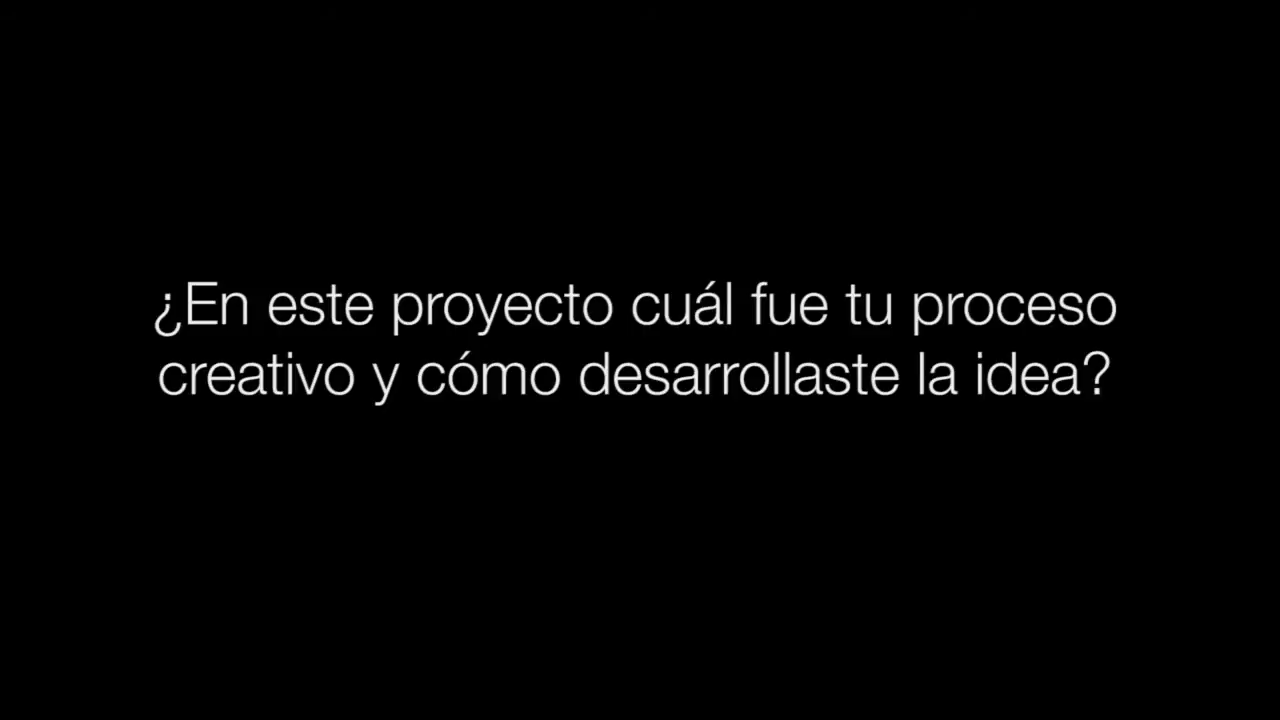 ¿En este proyecto cuál fue tu proceso
creativo y cómo desarrollaste la idea?